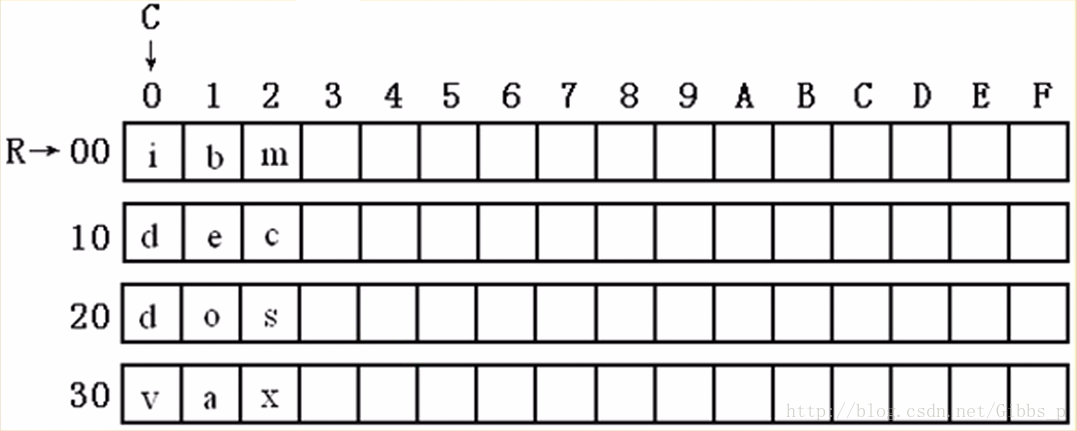 C
↓
0 1 2 3 4 5 6 7 8 9 A B C D E F
R→ 00 i b m
10 d e c
20 d o s
30 v a x
http://blog.csdn.net/Gibbs_p